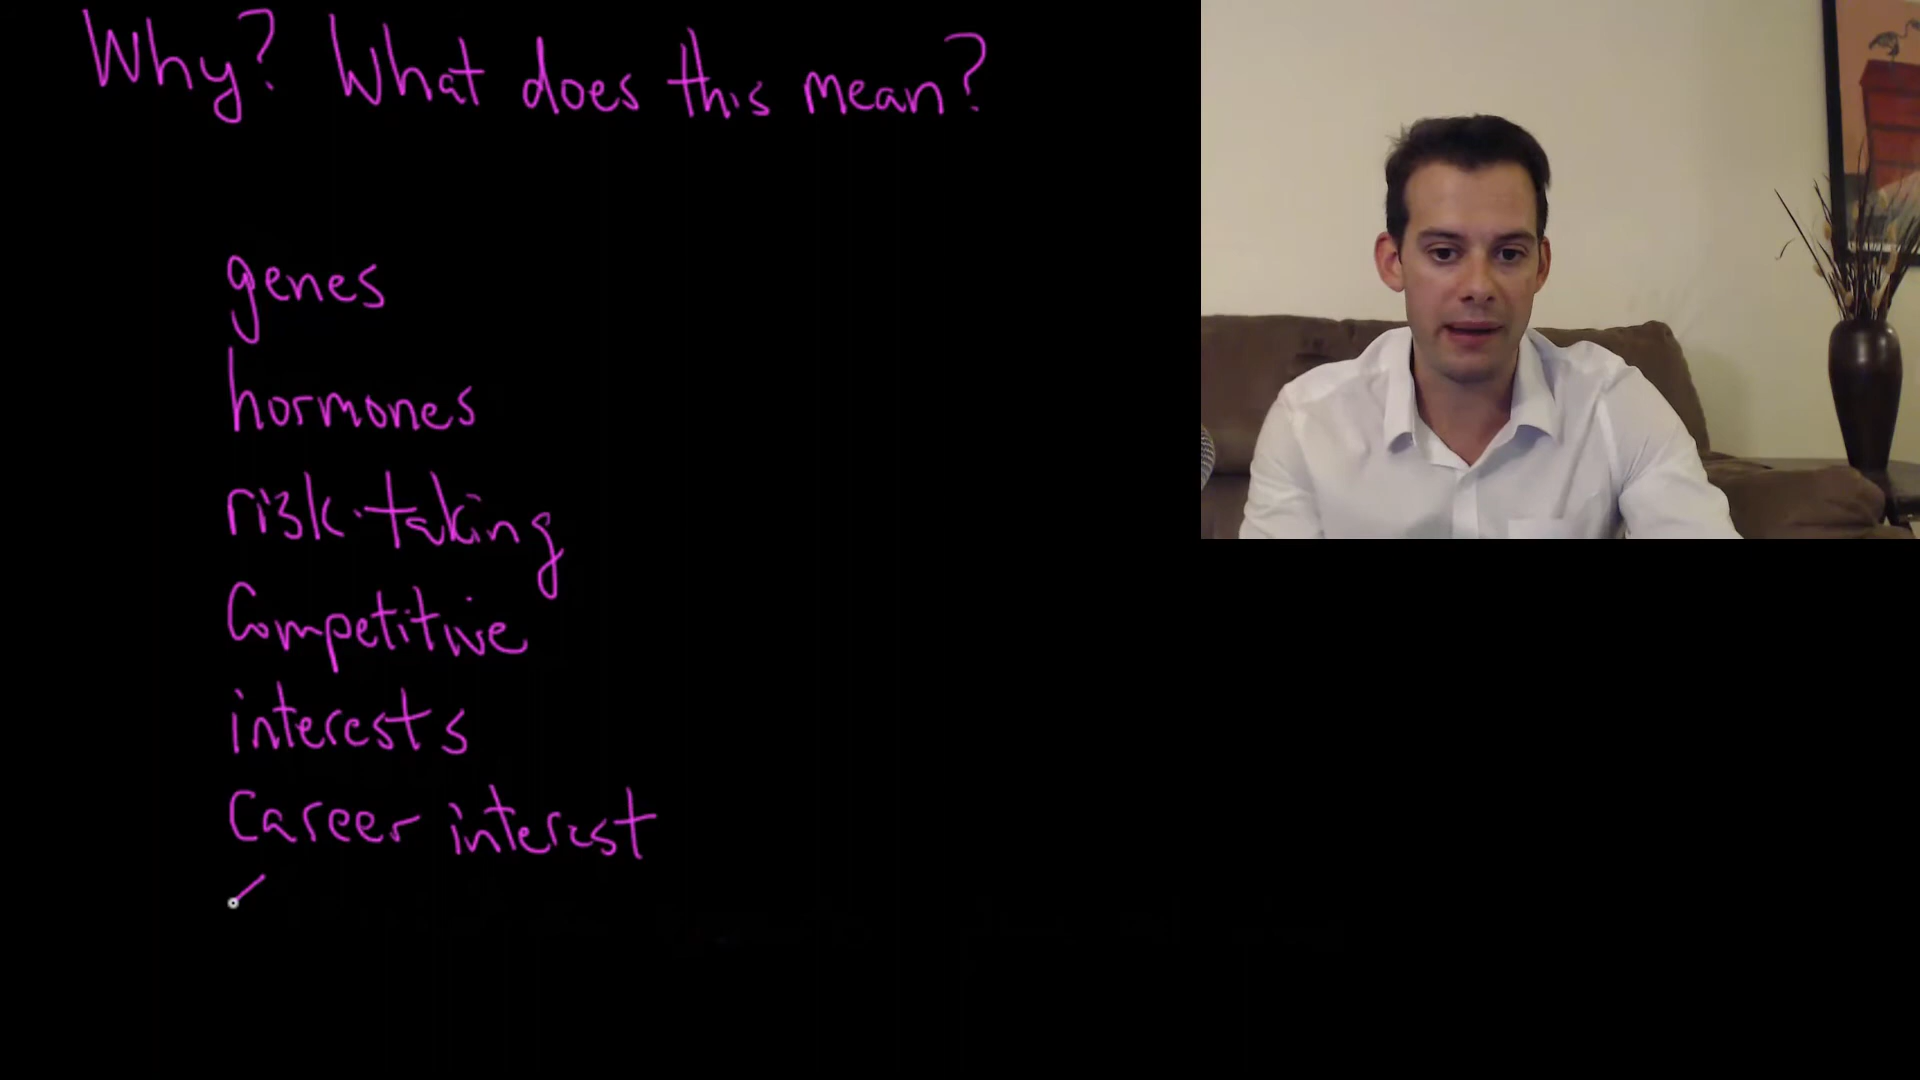 Why? What does this mean?
genes
hormones
risk-taking
Competitive
interests
Career interest